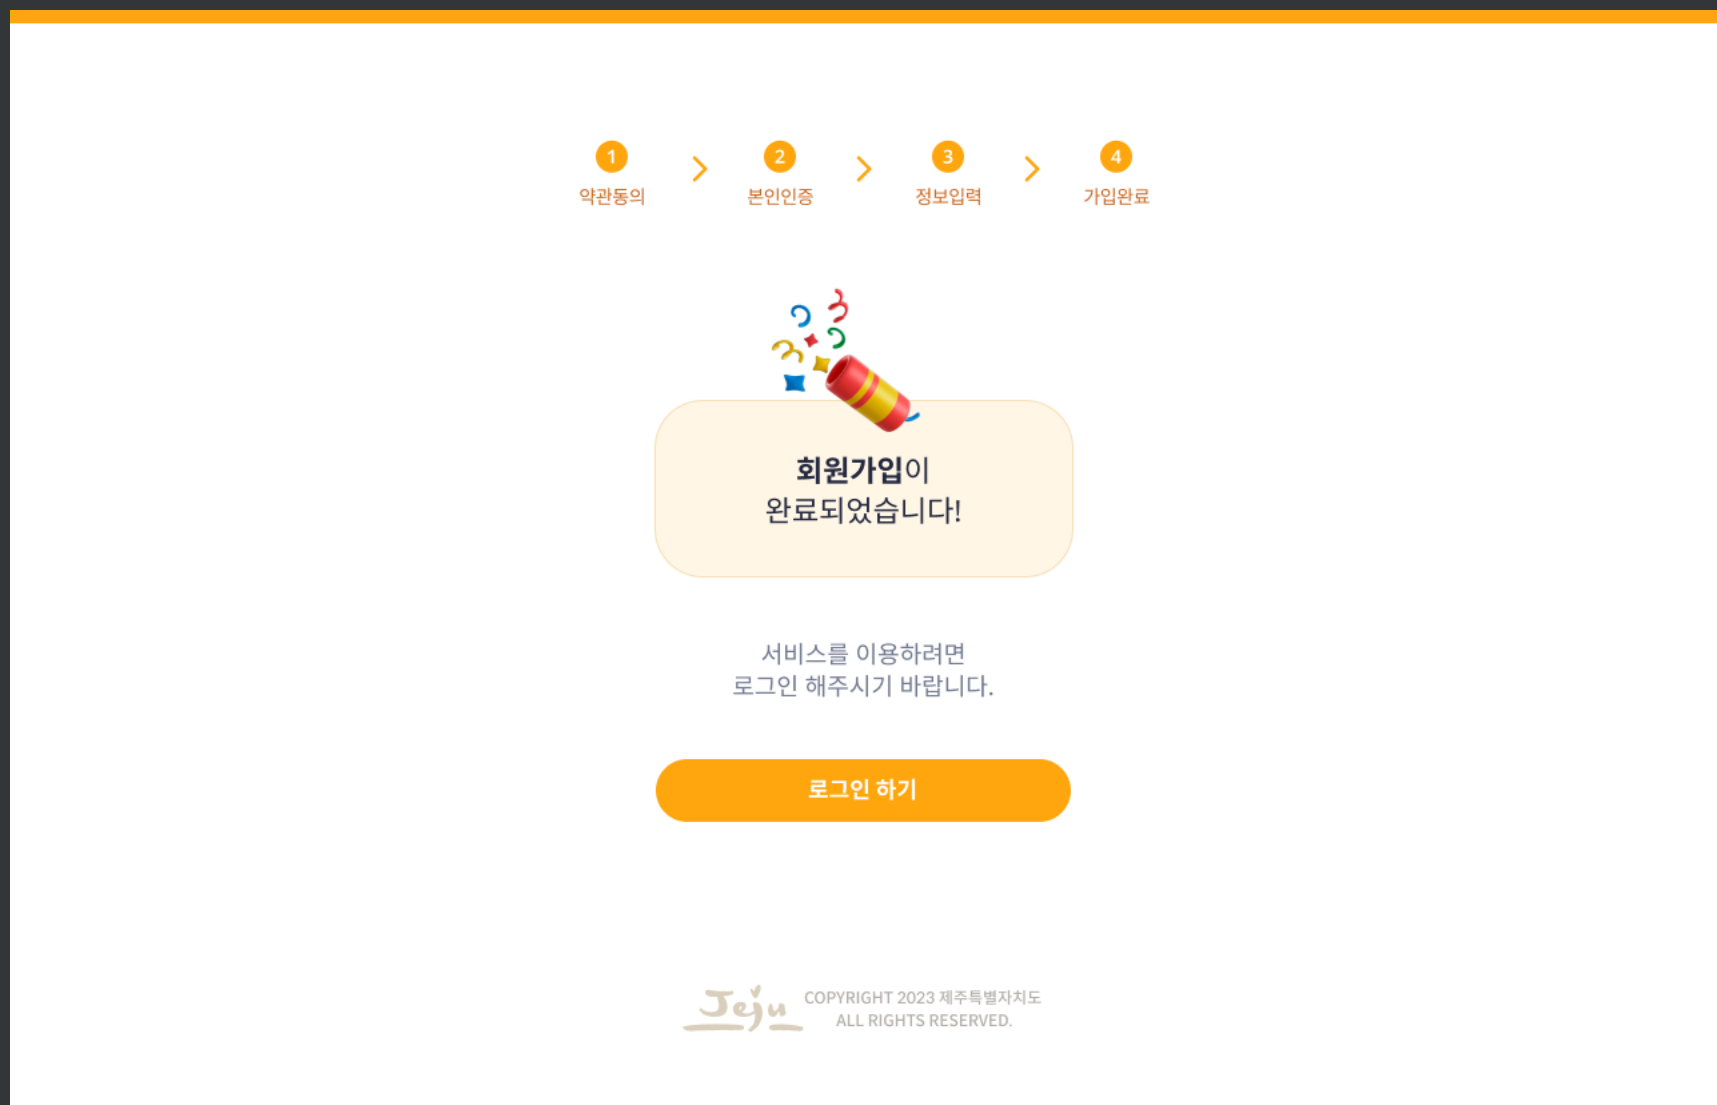 1 2 3 4
약관동의 본인인증 정보입력 가입완료
회원가입이
완료되었습니다!
서비스를 이용하려면
로그인 해주시기 바랍니다.
로그인 하기
Jeju
COPYRIGHT 2023 제주특별자치도
ALL RIGHTS RESERVED.